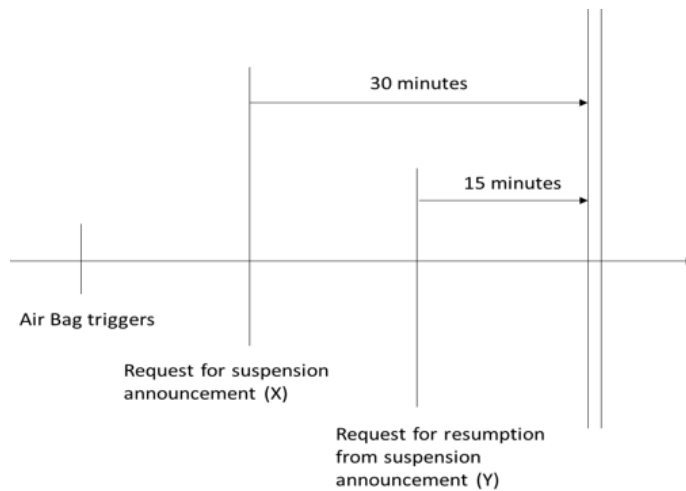 30 minutes
15 minutes
Air Bag triggers
Request for suspension
announcement (X)
Request for resumption
from suspension
announcement (Y)